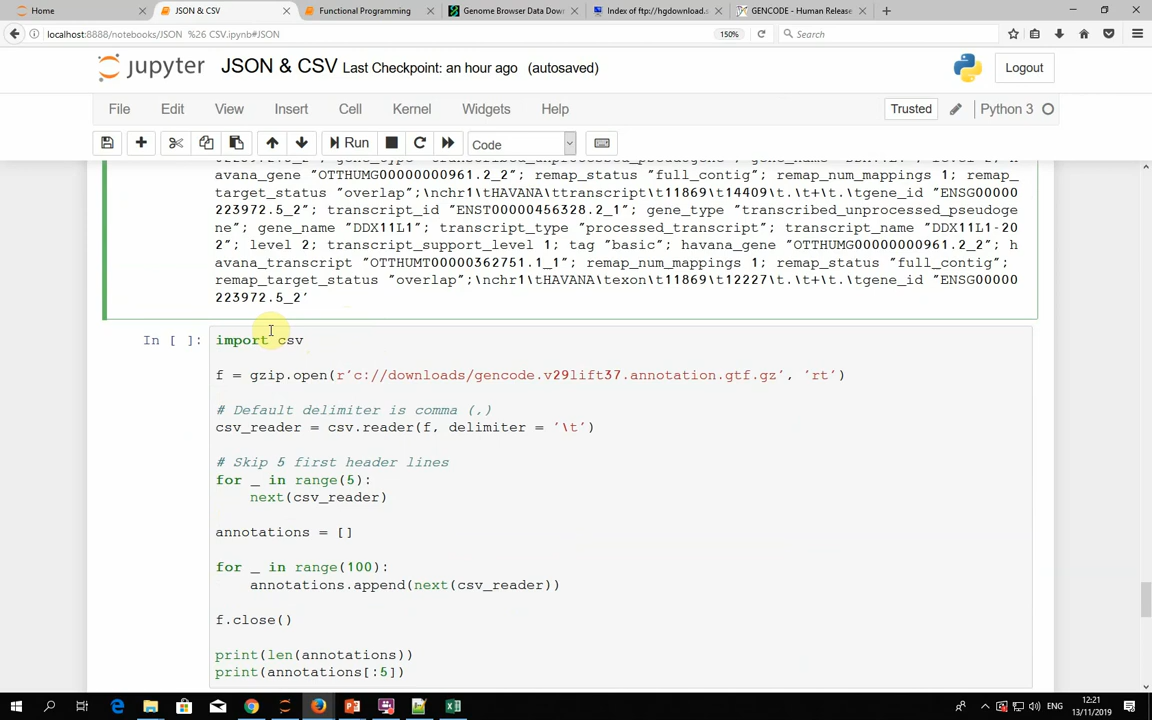 Home
JSON & CSV
Functional Programming
Genome Browser Data Dow
Index of ftp://hgdownload.s
GENCODE - Human Release
localhost:8888/notebooks/JSON %26 CSV.ipynb#JSON
150%
Search
jupyter JSON & CSV Last Checkpoint: an hour ago (autosaved)
Logout
File Edit View Insert Cell Kernel Widgets Help
Trusted
Python 3
Run
Code
havana_gene "OTTHUMG00000000961.2_2"; remap_status "full_contig"; remap_num_mappings 1; remap_
target_status "overlap";\nchr1\tHAVANA\ttranscript\t11869\t14409\t.\t+\t.\tgene_id "ENSG00000
223972.5_2"; transcript_id "ENST00000456328.2_1"; gene_type "transcribed_unprocessed_pseudoge
ne"; gene_name "DDX11L1"; transcript_type "processed_transcript"; transcript_name "DDX11L1-20
2"; level 2; transcript_support_level 1; tag "basic"; havana_gene "OTTHUMG00000000961.2_2"; h
avana_transcript "OTTHUMT00000362751.1_1"; remap_num_mappings 1; remap_status "full_contig";
remap_target_status "overlap";\nchr1\tHAVANA\texon\t11869\t12227\t.\t+\t.\tgene_id "ENSG00000
223972.5_2'
In [ ]:
import csv
f = gzip.open(r'c://downloads/gencode.v29lift37.annotation.gtf.gz', 'rt')
# Default delimiter is comma (,)
csv_reader = csv.reader(f, delimiter = '\t')
# Skip 5 first header lines
for _ in range(5):
next(csv_reader)
annotations = []
for _ in range(100):
annotations.append(next(csv_reader))
f.close()
print(len(annotations))
print(annotations[:5])
ENG
12:21
13/11/2019